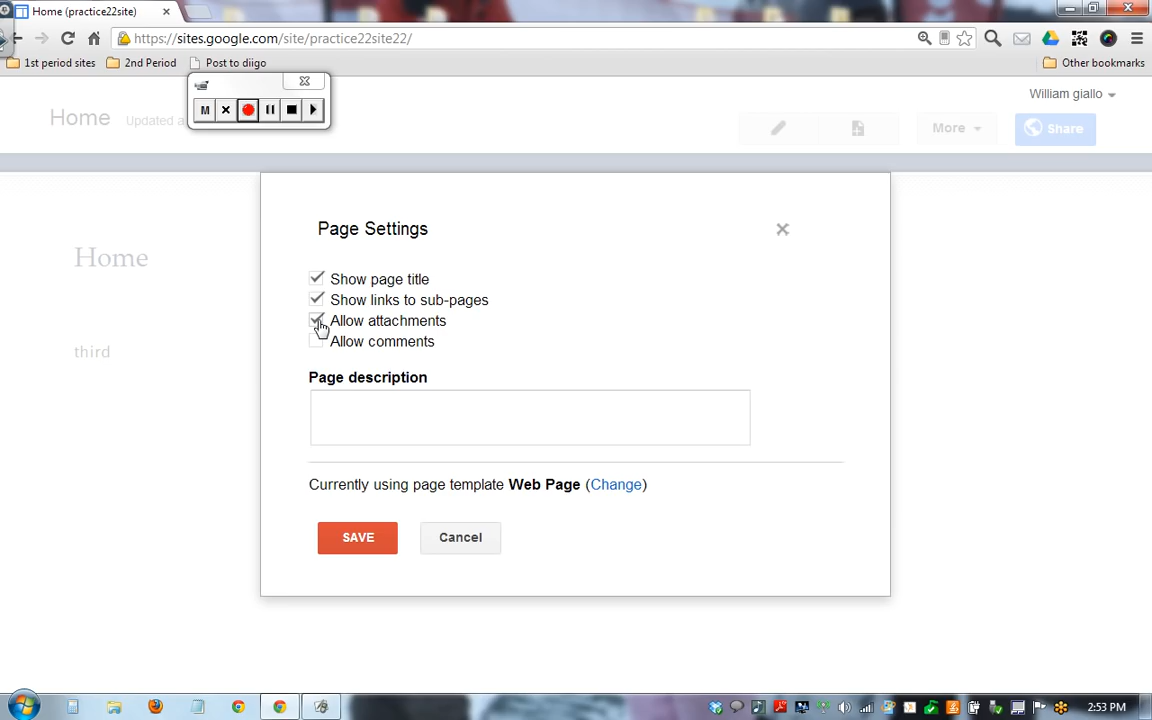 Home (practice22site)
https://sites.google.com/site/practice22site22/
1st period sites 2nd Period Post to diigo Other bookmarks
M
William giallo
Home Updated a
More Share
Page Settings
Show page title
Show links to sub-pages
Allow attachments
Allow comments
Page description
Currently using page template Web Page (Change)
SAVE Cancel
Home
third
2:53 PM